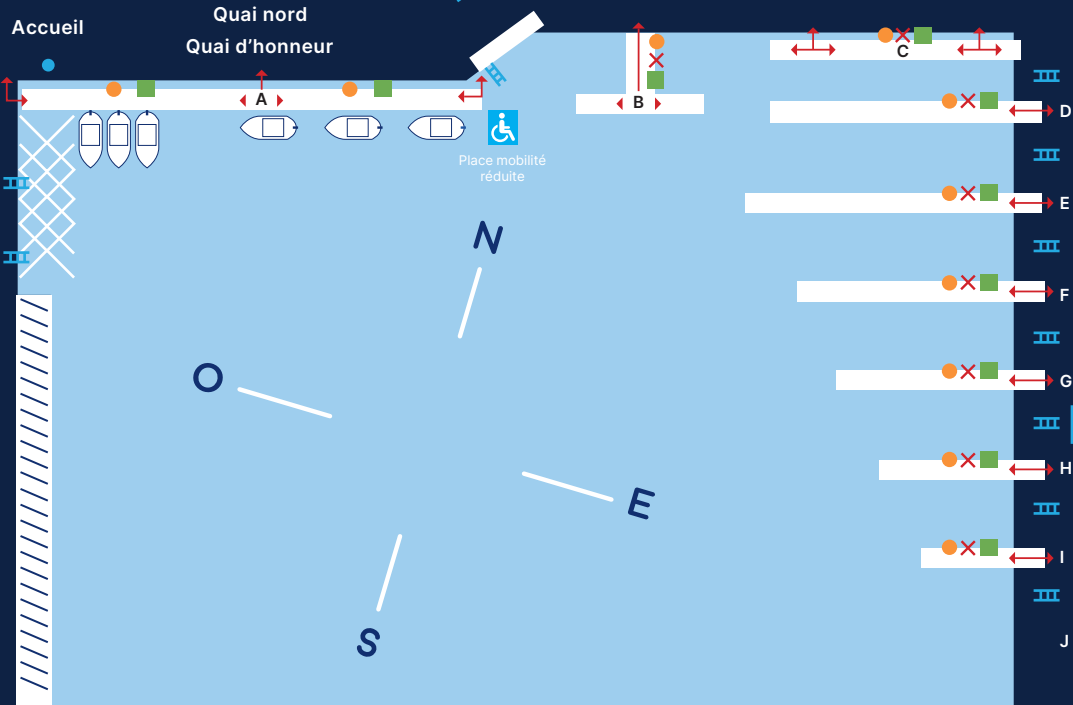 Quai nord
Accueil
Quai d’honneur
A
B
C
D
Place mobilité
réduite
E
N
F
O
G
H
E
I
S
J